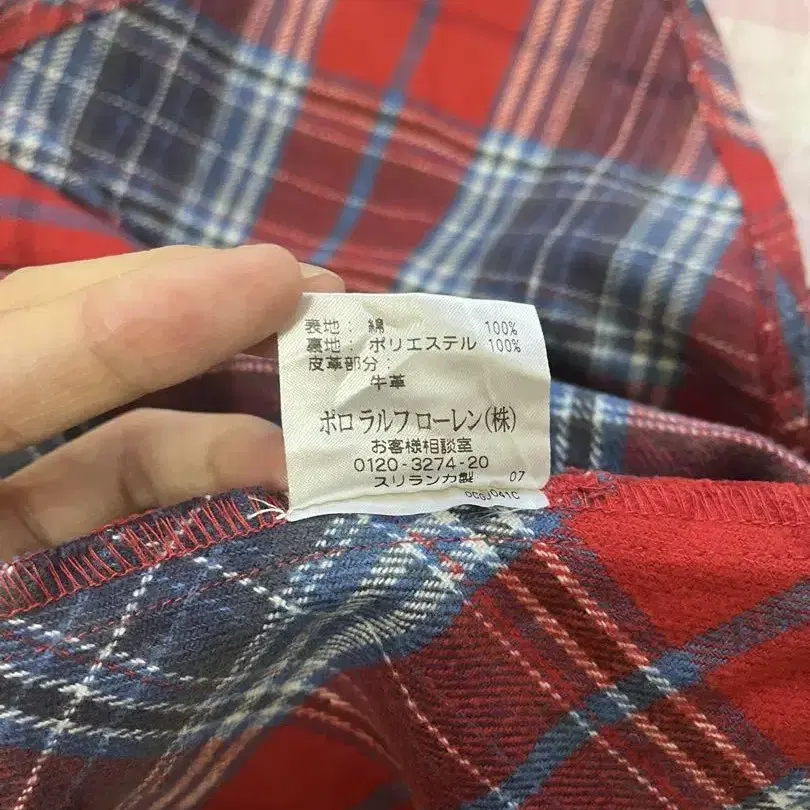 表地: 綿 100%
裏地: ポリエステル 100%
皮革部分:
牛革
ポロ ラルフ ローレン(株)
お客様相談室
0120-3274-20
スリランカ製 07